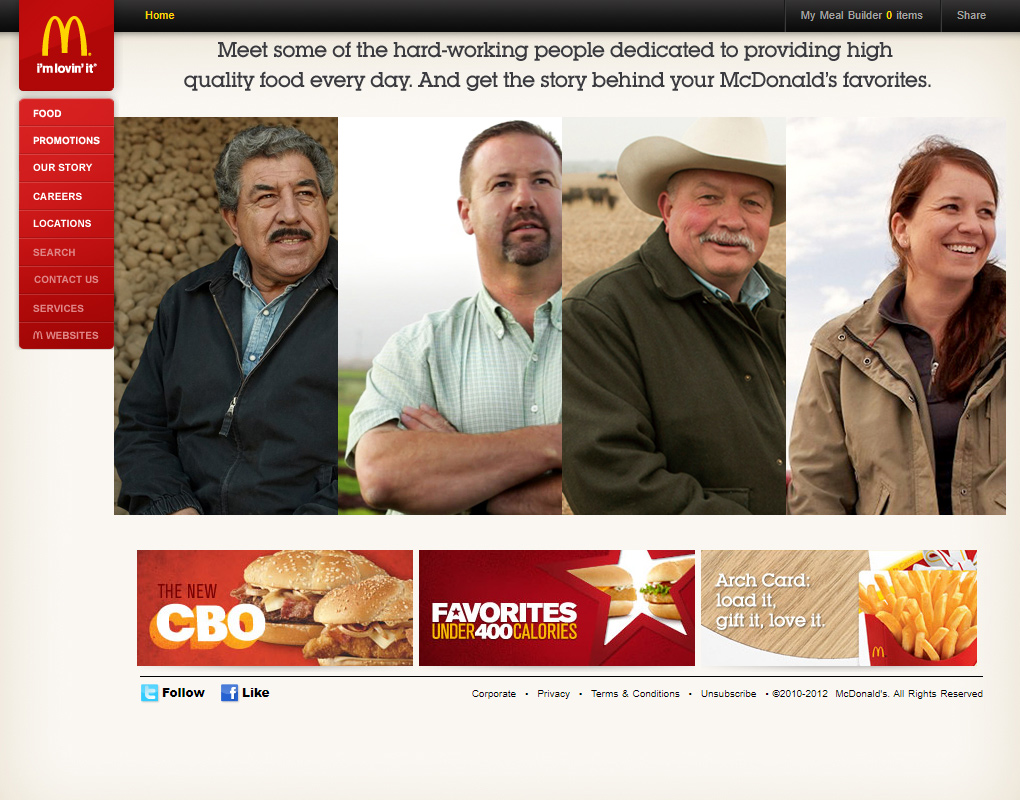 Home
My Meal Builder 0 items
Share
i'm lovin' it®
Meet some of the hard-working people dedicated to providing high
quality food every day. And get the story behind your McDonald's favorites.
FOOD
PROMOTIONS
OUR STORY
CAREERS
LOCATIONS
SEARCH
CONTACT US
SERVICES
WEBSITES
THE NEW
CBO
FAVORITES
UNDER 400 CALORIES
Arch Card:
load it,
gift it, love it.
Follow
Like
Corporate • Privacy • Terms & Conditions • Unsubscribe • ©2010-2012 McDonald's. All Rights Reserved